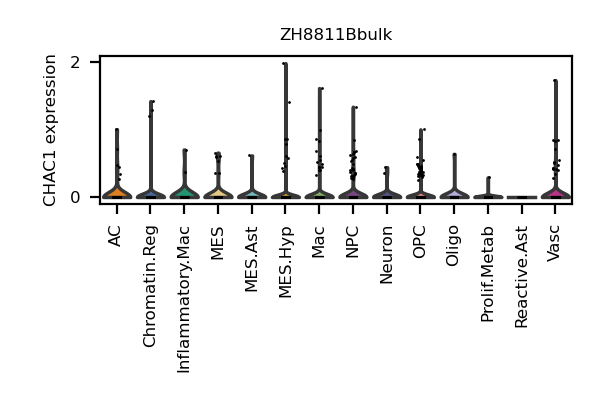 ZH8811Bbulk
CHAC1 expression
2
0
AC
Chromatin.Reg
Inflammatory.Mac
MES
MES.Ast
MES.Hyp
Mac
NPC
Neuron
OPC
Oligo
Prolif.Metab
Reactive.Ast
Vasc